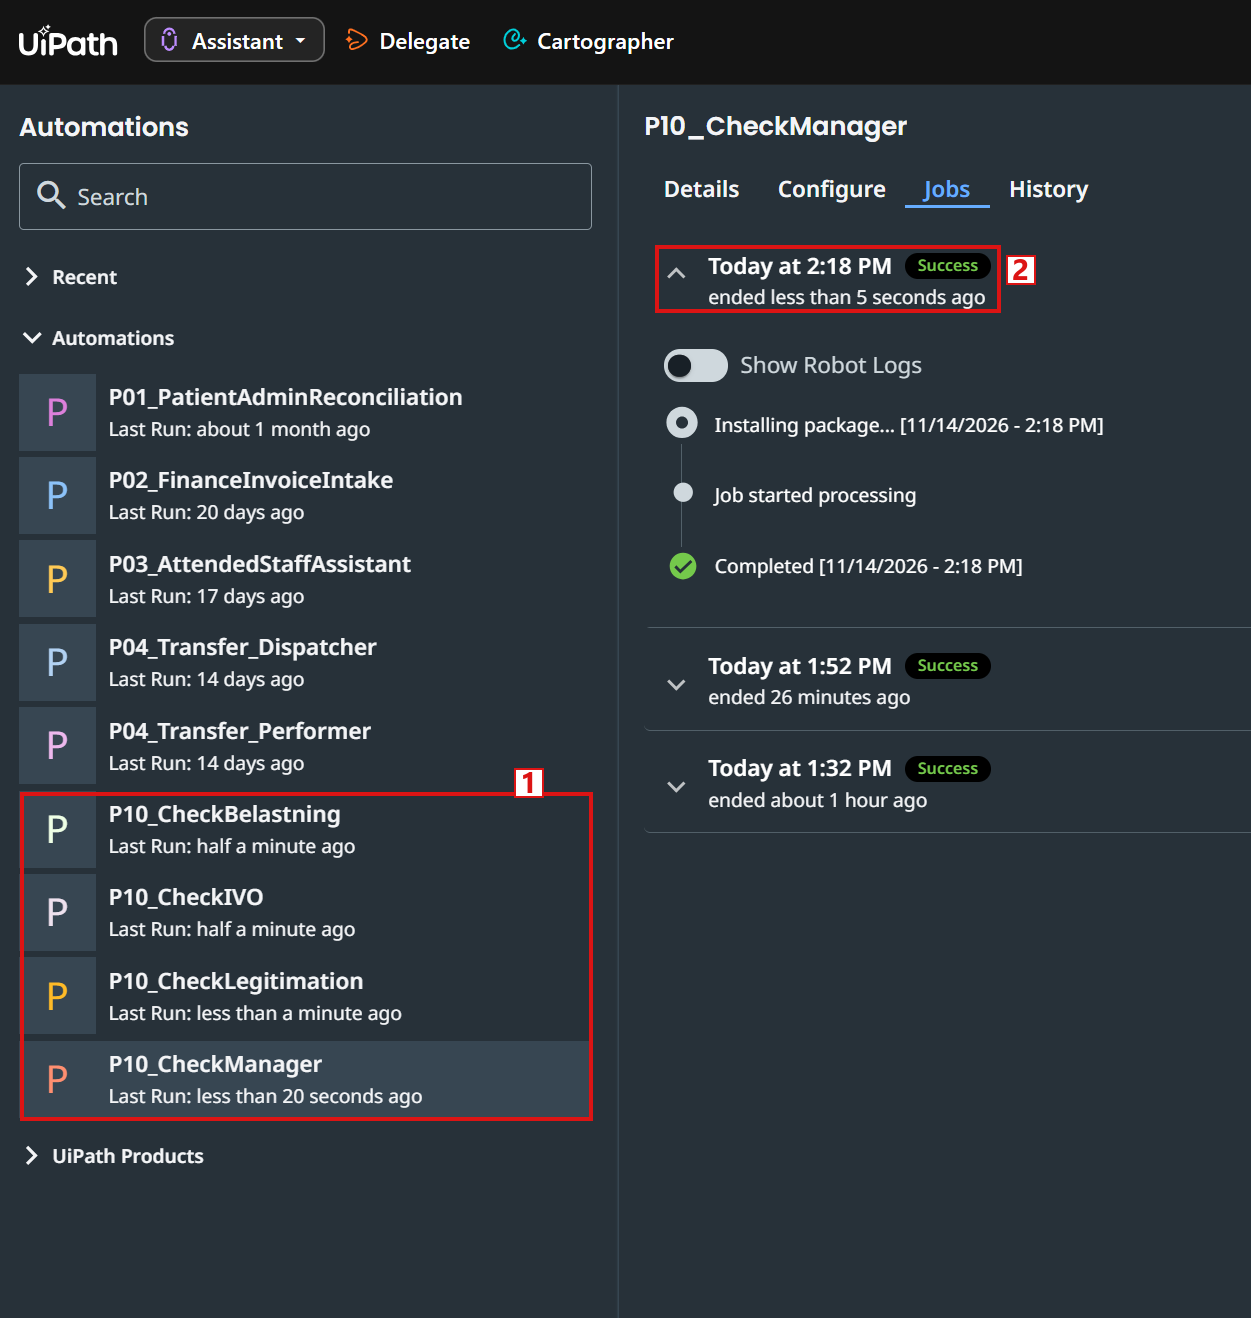 UiPath
Assistant
Delegate
Cartographer
Automations
Search
Recent
Automations
P
P01_PatientAdminReconciliation
Last Run: about 1 month ago
P
P02_FinanceInvoiceIntake
Last Run: 20 days ago
P
P03_AttendedStaffAssistant
Last Run: 17 days ago
P
P04_Transfer_Dispatcher
Last Run: 14 days ago
P
P04_Transfer_Performer
Last Run: 14 days ago
1
P
P10_CheckBelastning
Last Run: half a minute ago
P
P10_CheckIVO
Last Run: half a minute ago
P
P10_CheckLegitimation
Last Run: less than a minute ago
P
P10_CheckManager
Last Run: less than 20 seconds ago
UiPath Products
P10_CheckManager
Details Configure Jobs History
Today at 2:18 PM Success
2
ended less than 5 seconds ago
Show Robot Logs
Installing package... [11/14/2026 - 2:18 PM]
Job started processing
Completed [11/14/2026 - 2:18 PM]
Today at 1:52 PM Success
ended 26 minutes ago
Today at 1:32 PM Success
ended about 1 hour ago